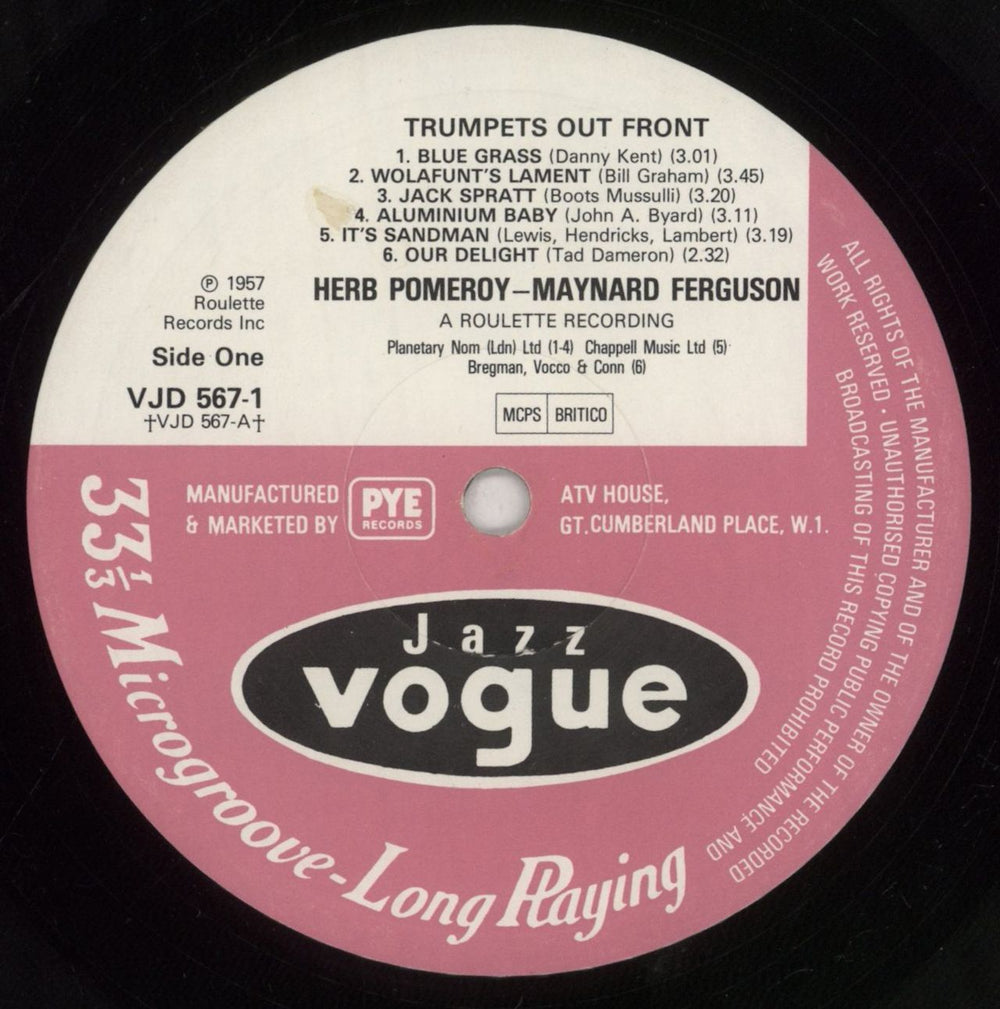 TRUMPETS OUT FRONT
1. BLUE GRASS (Danny Kent) (3.01)
2. WOLAFUNT'S LAMENT (Bill Graham) (3.45)
3. JACK SPRATT (Boots Mussulli) (3.20)
4. ALUMINIUM BABY (John A. Byard) (3.11)
5. IT'S SANDMAN (Lewis, Hendricks, Lambert) (3.19)
6. OUR DELIGHT (Tad Dameron) (2.32)
HERB POMEROY—MAYNARD FERGUSON
A ROULETTE RECORDING
Planetary Nom (Ldn) Ltd (1-4) Chappell Music Ltd (5)
Bregman, Vocco & Conn (6)
MCPS BRITICO
℗ 1957
Roulette
Records Inc
Side One
VJD 567-1
†VJD 567-A†
MANUFACTURED
& MARKETED BY
PYE
RECORDS
ATV HOUSE,
GT. CUMBERLAND PLACE, W.1.
Jazz
vogue
33⅓ Microgroove-Long Playing
ALL RIGHTS OF THE MANUFACTURER AND OF THE OWNER OF THE RECORDED
WORK RESERVED · UNAUTHORISED COPYING PUBLIC PERFORMANCE AND
BROADCASTING OF THIS RECORD PROHIBITED